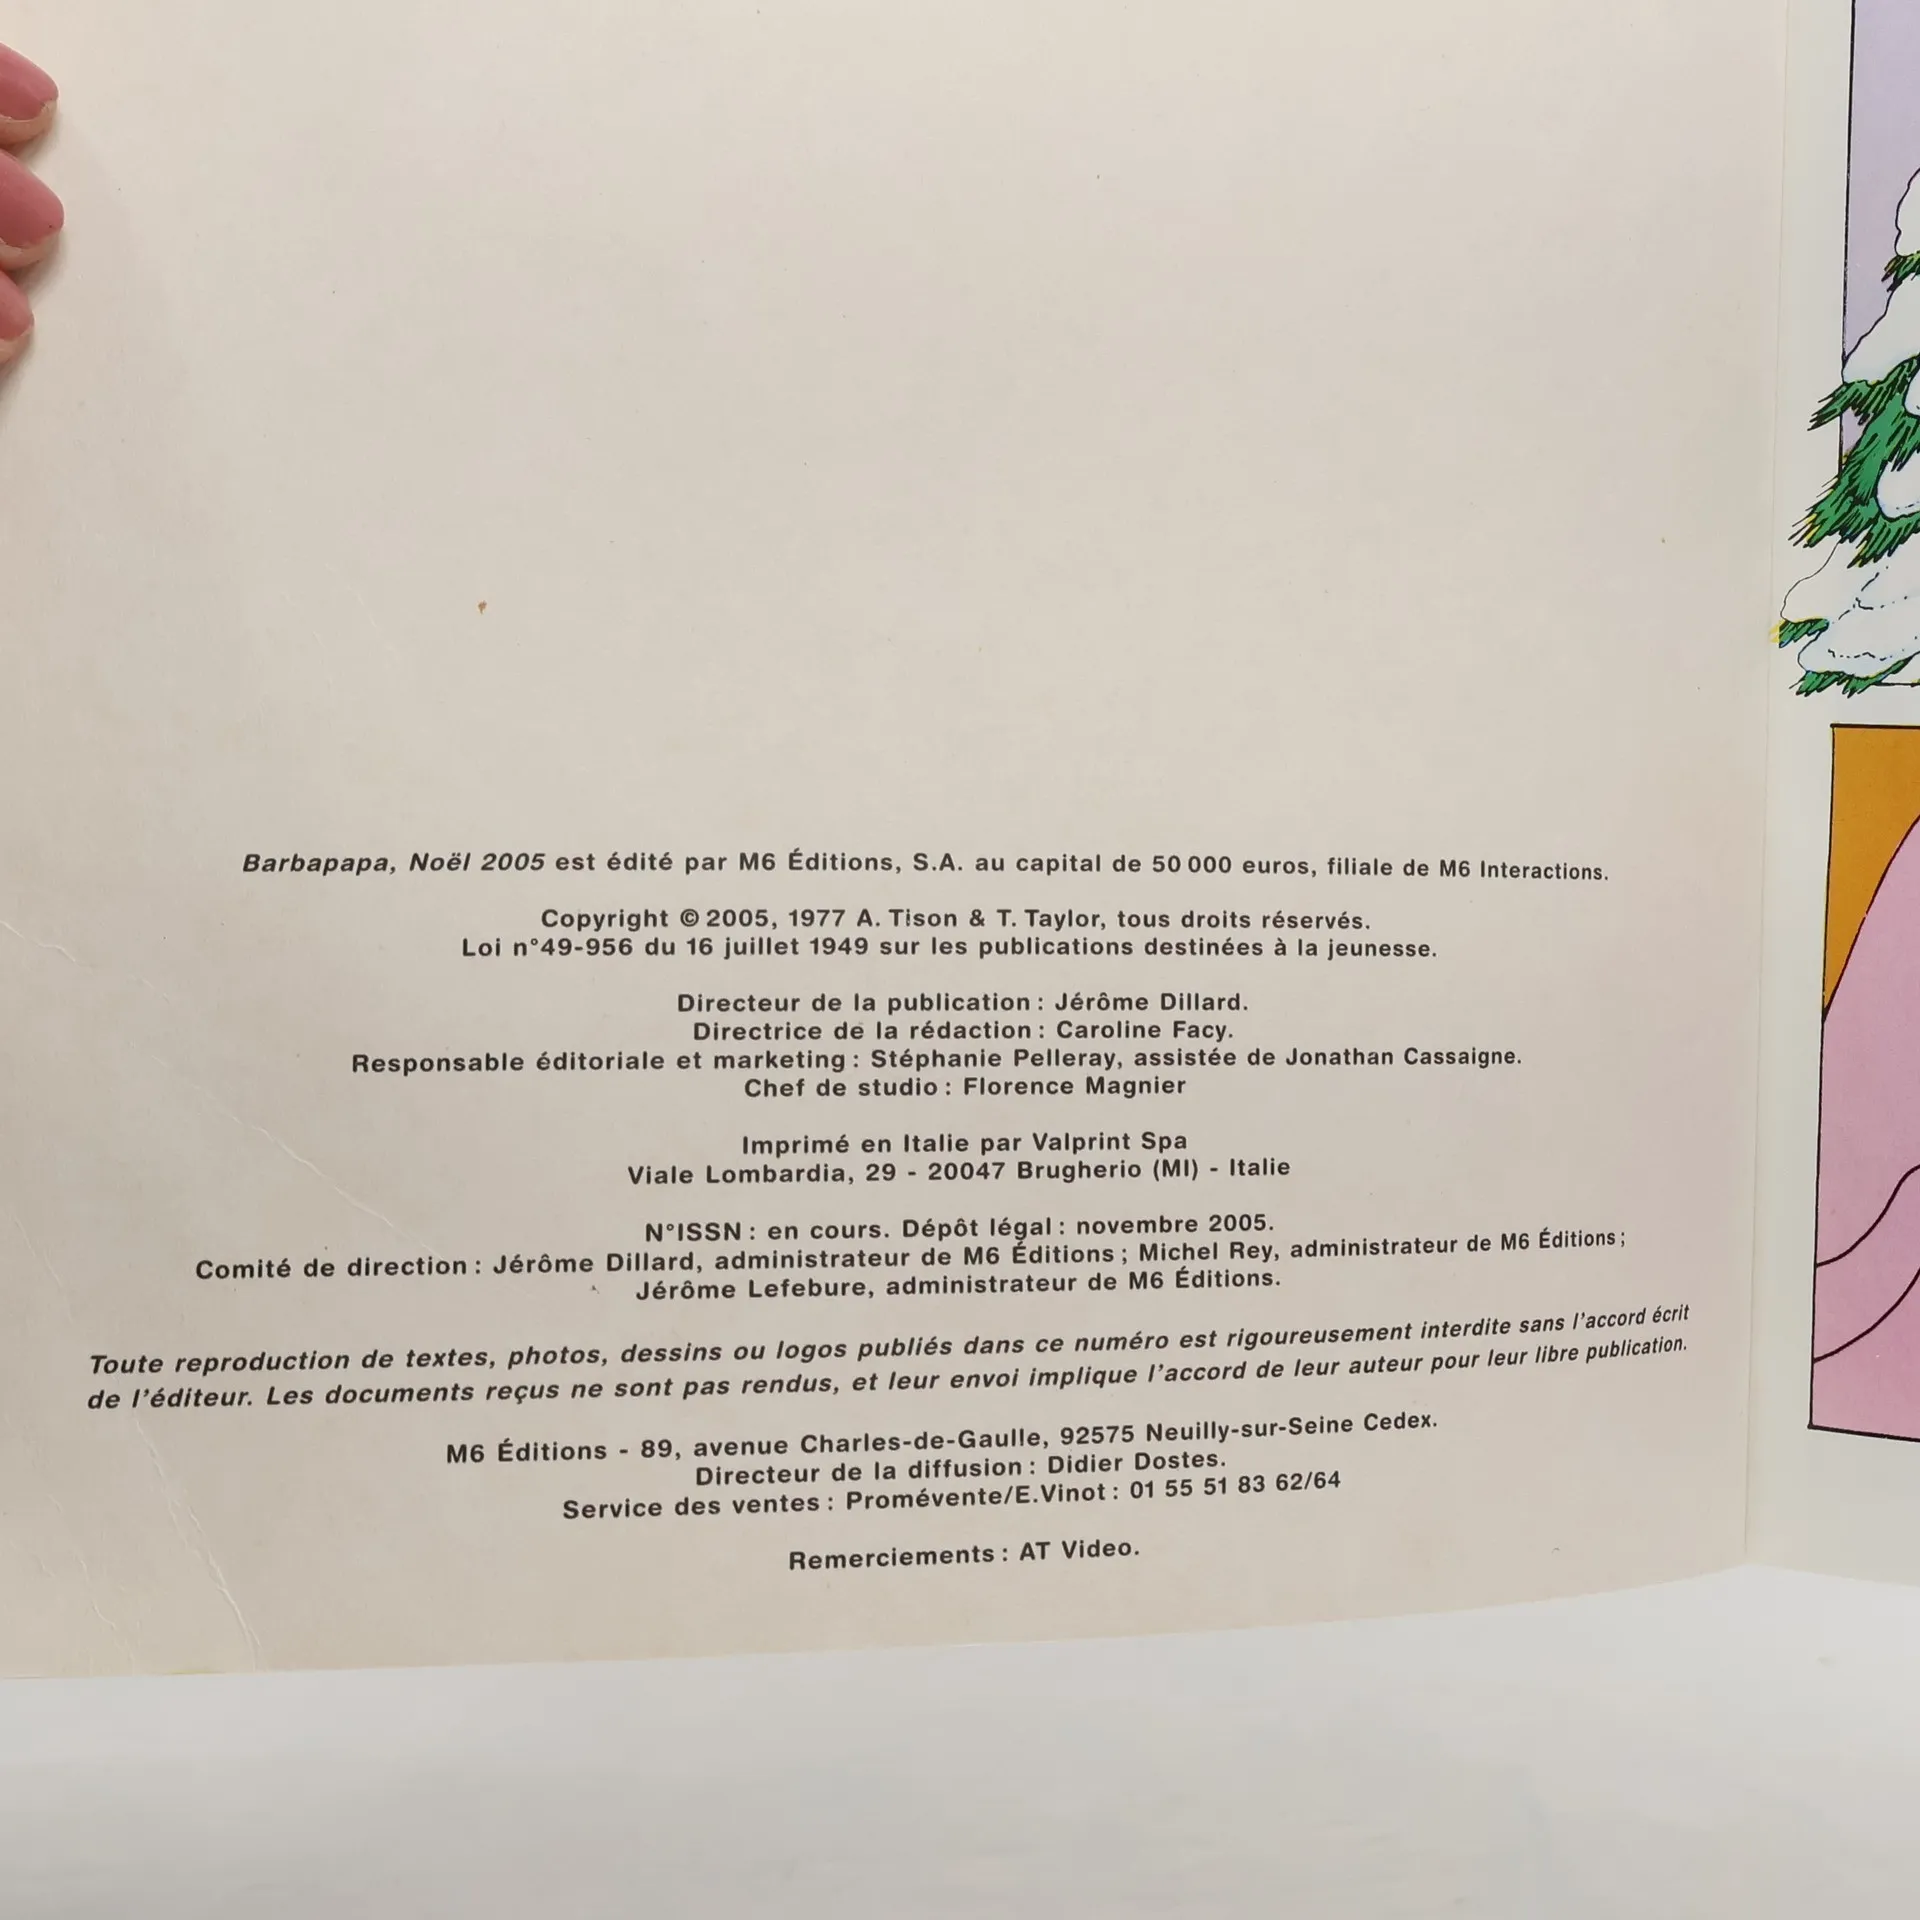 Barbapapa, Noël 2005 est édité par M6 Éditions, S.A. au capital de 50 000 euros, filiale de M6 Interactions.
Copyright © 2005, 1977 A. Tison & T. Taylor, tous droits réservés.
Loi n°49-956 du 16 juillet 1949 sur les publications destinées à la jeunesse.
Directeur de la publication : Jérôme Dillard.
Directrice de la rédaction : Caroline Facy.
Responsable éditoriale et marketing : Stéphanie Pelleray, assistée de Jonathan Cassaigne.
Chef de studio : Florence Magnier
Imprimé en Italie par Valprint Spa
Viale Lombardia, 29 - 20047 Brugherio (MI) - Italie
N°ISSN : en cours. Dépôt légal : novembre 2005.
Comité de direction : Jérôme Dillard, administrateur de M6 Éditions ; Michel Rey, administrateur de M6 Éditions ;
Jérôme Lefebure, administrateur de M6 Éditions.
Toute reproduction de textes, photos, dessins ou logos publiés dans ce numéro est rigoureusement interdite sans l'accord écrit
de l'éditeur. Les documents reçus ne sont pas rendus, et leur envoi implique l'accord de leur auteur pour leur libre publication.
M6 Éditions - 89, avenue Charles-de-Gaulle, 92575 Neuilly-sur-Seine Cedex.
Directeur de la diffusion : Didier Dostes.
Service des ventes : Promévente/E.Vinot : 01 55 51 83 62/64
Remerciements : AT Video.